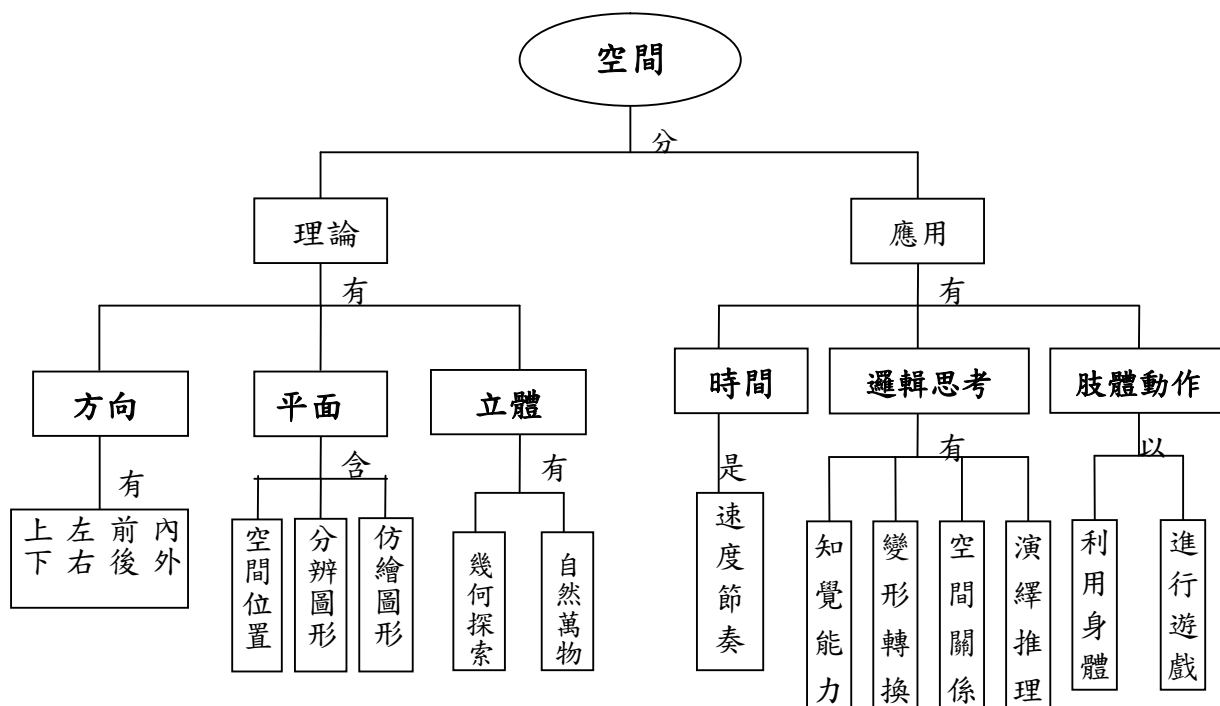 空間
分
理論
應用
有
有
方向
平面
立體
時間
邏輯思考
肢體動作
有
含
有
是
有
以
上下
左右
前後
內外
空間位置
分辨圖形
仿繪圖形
幾何探索
自然萬物
速度節奏
知覺能力
變形轉換
空間關係
演繹推理
利用身體
進行遊戲